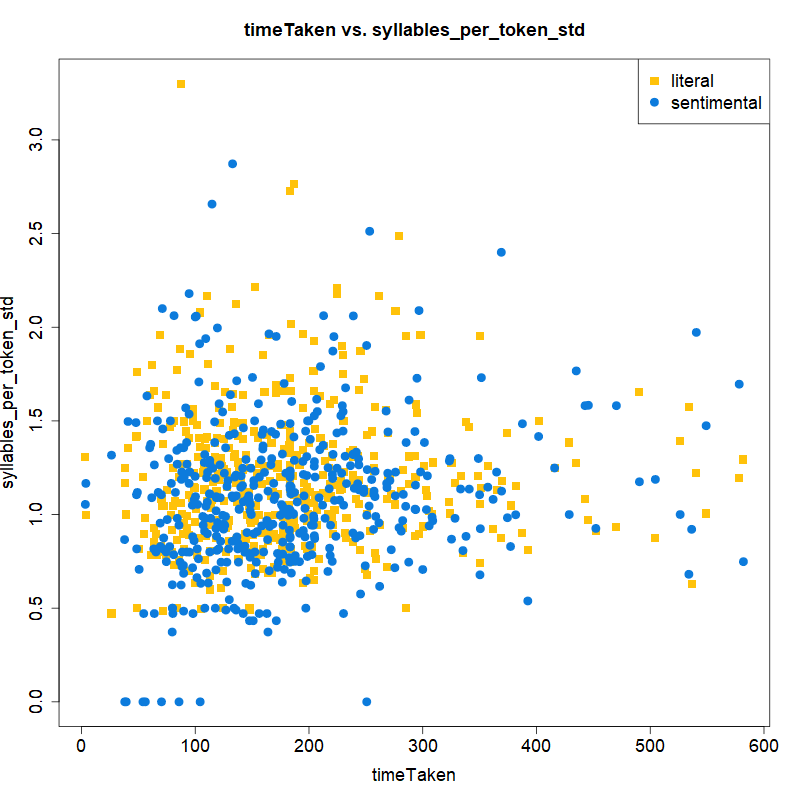 timeTaken vs. syllables_per_token_std
literal
sentimental
syllables_per_token_std
3.0
2.5
2.0
1.5
1.0
0.5
0.0
0 100 200 300 400 500 600
timeTaken